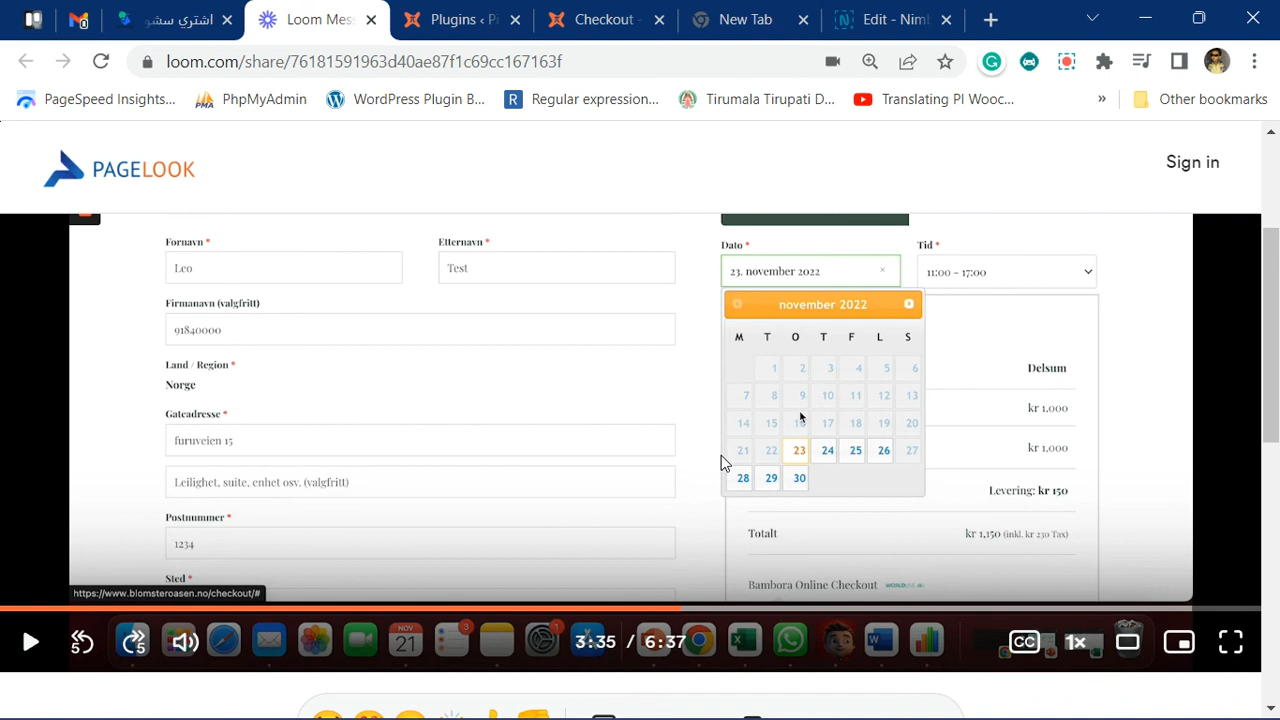 اشتري سشو
Loom Mes
Plugins ‹ P
Checkout -
New Tab
Edit - Nimb
loom.com/share/76181591963d40ae87f1c69cc167163f
PageSpeed Insights...
PhpMyAdmin
WordPress Plugin B...
Regular expression...
Tirumala Tirupati D...
Translating PI Wooc...
»
Other bookmarks
PAGELOOK
Sign in
Fornavn *
Etternavn *
Leo
Test
Firmanavn (valgfritt)
91840000
Land / Region *
Norge
Gateadresse *
furuveien 15
Leilighet, suite, enhet osv. (valgfritt)
Postnummer *
1234
Sted *
https://www.blomsteroasen.no/checkout/#
Dato *
Tid *
23. november 2022 ×
11:00 - 17:00
november 2022
M T O T F L S
1 2 3 4 5 6
7 8 9 10 11 12 13
14 15 16 17 18 19 20
21 22 23 24 25 26 27
28 29 30
Delsum
kr 1,000
kr 1,000
Levering: kr 150
Totalt kr 1,150 (inkl. kr 230 Tax)
Bambora Online Checkout WORLDLINE
NOV
21
3
5 5 3:35 / 6:37 CC 1x